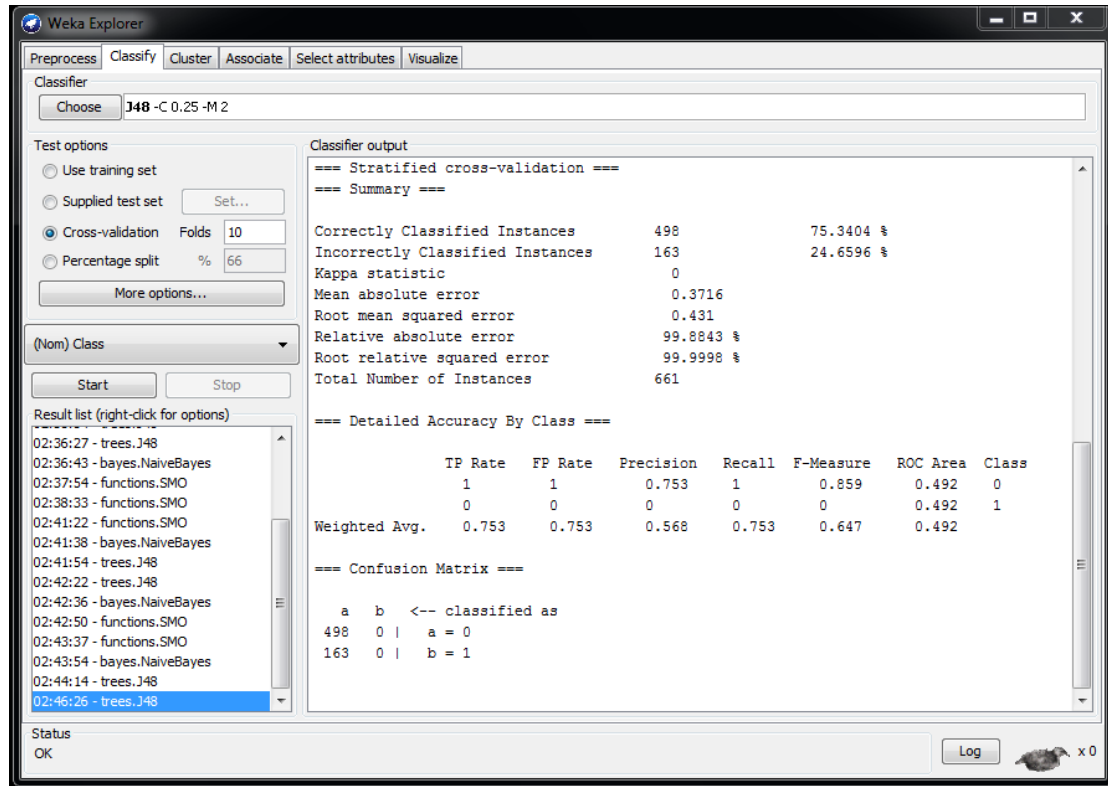 Weka Explorer
Preprocess Classify Cluster Associate Select attributes Visualize
Classifier
Choose J48 -C 0.25 -M 2
Test options
Use training set
Supplied test set Set...
Cross-validation Folds 10
Percentage split % 66
More options...
(Nom) Class
Start Stop
Result list (right-click for options)
02:36:27 - trees.J48
02:36:43 - bayes.NaiveBayes
02:37:54 - functions.SMO
02:38:33 - functions.SMO
02:41:22 - functions.SMO
02:41:38 - bayes.NaiveBayes
02:41:54 - trees.J48
02:42:22 - trees.J48
02:42:36 - bayes.NaiveBayes
02:42:50 - functions.SMO
02:43:37 - functions.SMO
02:43:54 - bayes.NaiveBayes
02:44:14 - trees.J48
02:46:26 - trees.J48
Classifier output
=== Stratified cross-validation ===
=== Summary ===
Correctly Classified Instances 498 75.3404 %
Incorrectly Classified Instances 163 24.6596 %
Kappa statistic 0
Mean absolute error 0.3716
Root mean squared error 0.431
Relative absolute error 99.8843 %
Root relative squared error 99.9998 %
Total Number of Instances 661
=== Detailed Accuracy By Class ===
TP Rate FP Rate Precision Recall F-Measure ROC Area Class
1 1 0.753 1 0.859 0.492 0
0 0 0 0 0 0.492 1
Weighted Avg. 0.753 0.753 0.568 0.753 0.647 0.492
=== Confusion Matrix ===
a b <-- classified as
498 0 | a = 0
163 0 | b = 1
Status
OK
Log x 0